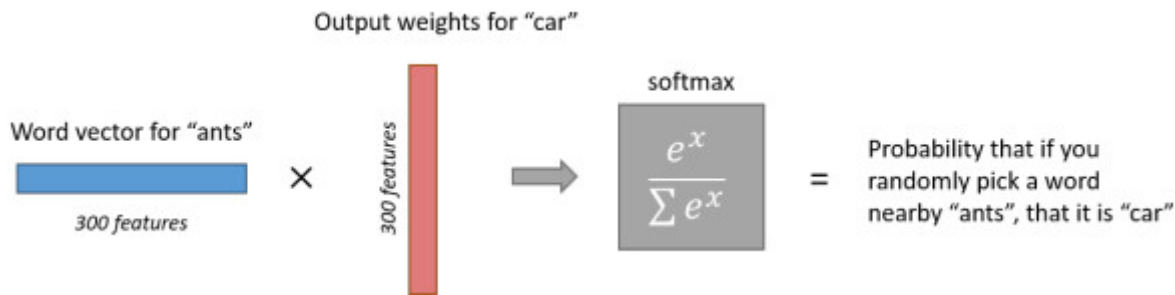 Output weights for “car”
softmax
Word vector for “ants”
300 features
×
300 features
e^x
∑ e^x
=
Probability that if you
randomly pick a word
nearby “ants”, that it is “car”